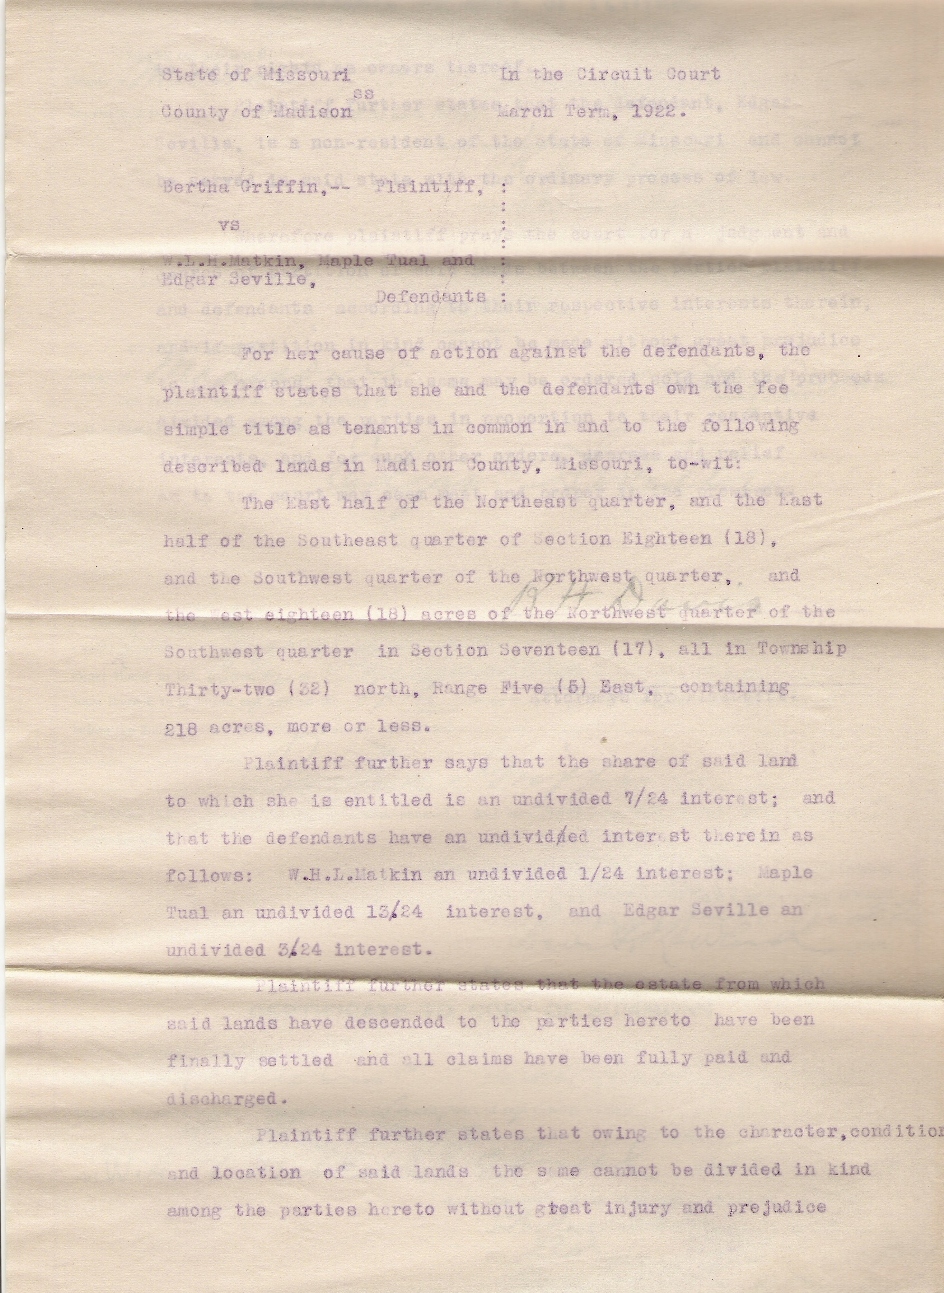 State of Missouri In the Circuit Court
ss
County of Madison March Term, 1922.
Bertha Griffin,-- Plaintiff, :
:
vs :
:
W.L.H.Matkin, Maple Tual and :
Edgar Seville, :
Defendants :
For her cause of action against the defendants, the
plaintiff states that she and the defendants own the fee
simple title as tenants in common in and to the following
described lands in Madison County, Missouri, to-wit:
The East half of the Northeast quarter, and the East
half of the Southeast quarter of Section Eighteen (18),
and the Southwest quarter of the Northwest quarter, and
the eighteen (18) acres of the Northwest quarter of the
Southwest quarter in Section Seventeen (17), all in Township
Thirty-two (32) north, Range Five (5) East, containing
218 acres, more or less.
Plaintiff further says that the share of said land
to which she is entitled is an undivided 7/24 interest; and
that the defendants have an undivided interest therein as
follows: W.H.L.Matkin an undivided 1/24 interest; Maple
Tual an undivided 13/24 interest, and Edgar Seville an
undivided 3/24 interest.
Plaintiff further states that the estate from which
said lands have descended to the parties hereto have been
finally settled and all claims have been fully paid and
discharged.
Plaintiff further states that owing to the character,condition
and location of said lands the same cannot be divided in kind
among the parties hereto without great injury and prejudice